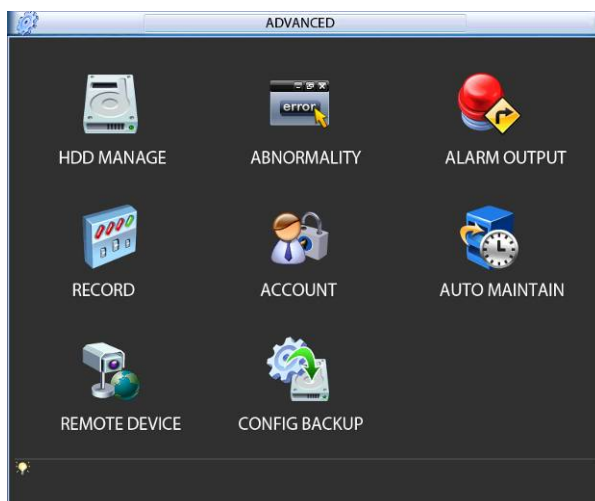 ADVANCED
error
HDD MANAGE
ABNORMALITY
ALARM OUTPUT
RECORD
ACCOUNT
AUTO MAINTAIN
REMOTE DEVICE
CONFIG BACKUP